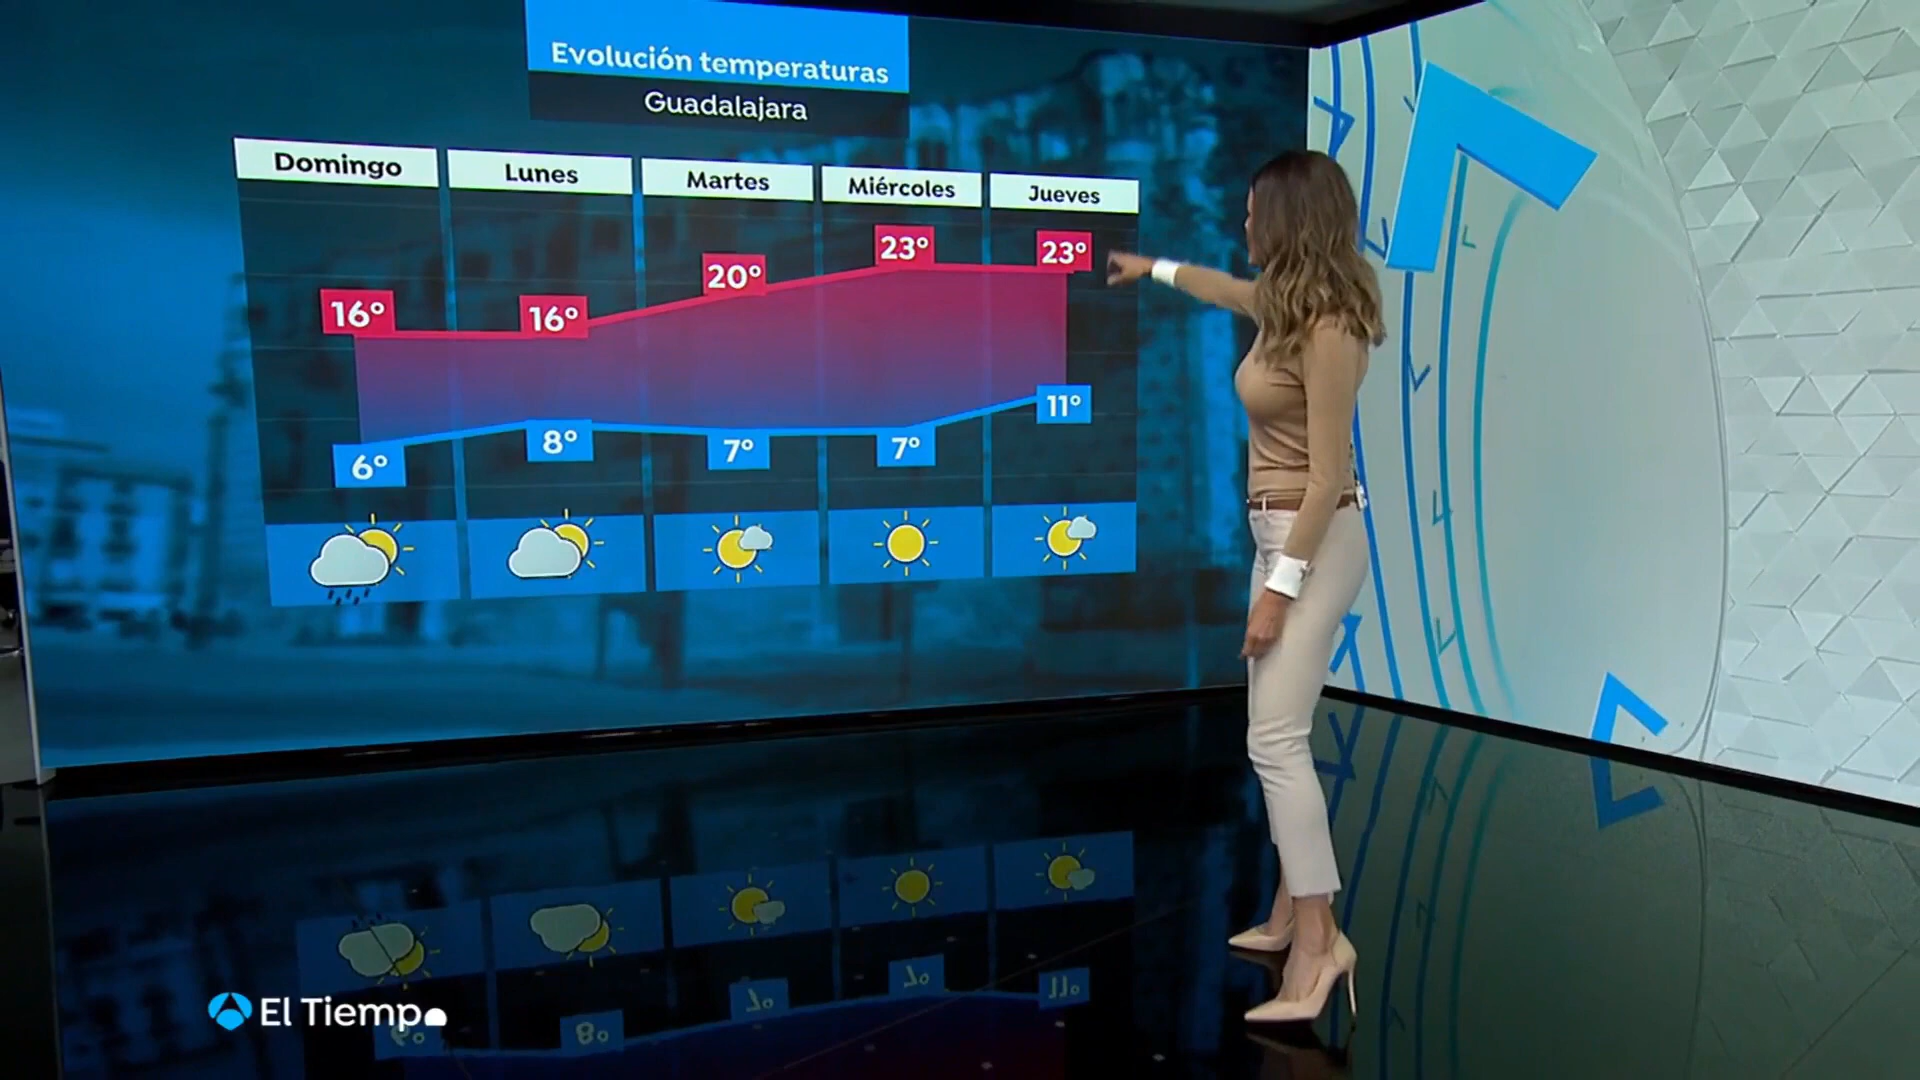 Evolución temperaturas
Guadalajara
Domingo Lunes Martes Miércoles Jueves
16° 16° 20° 23° 23°
6° 8° 7° 7° 11°
El Tiempo